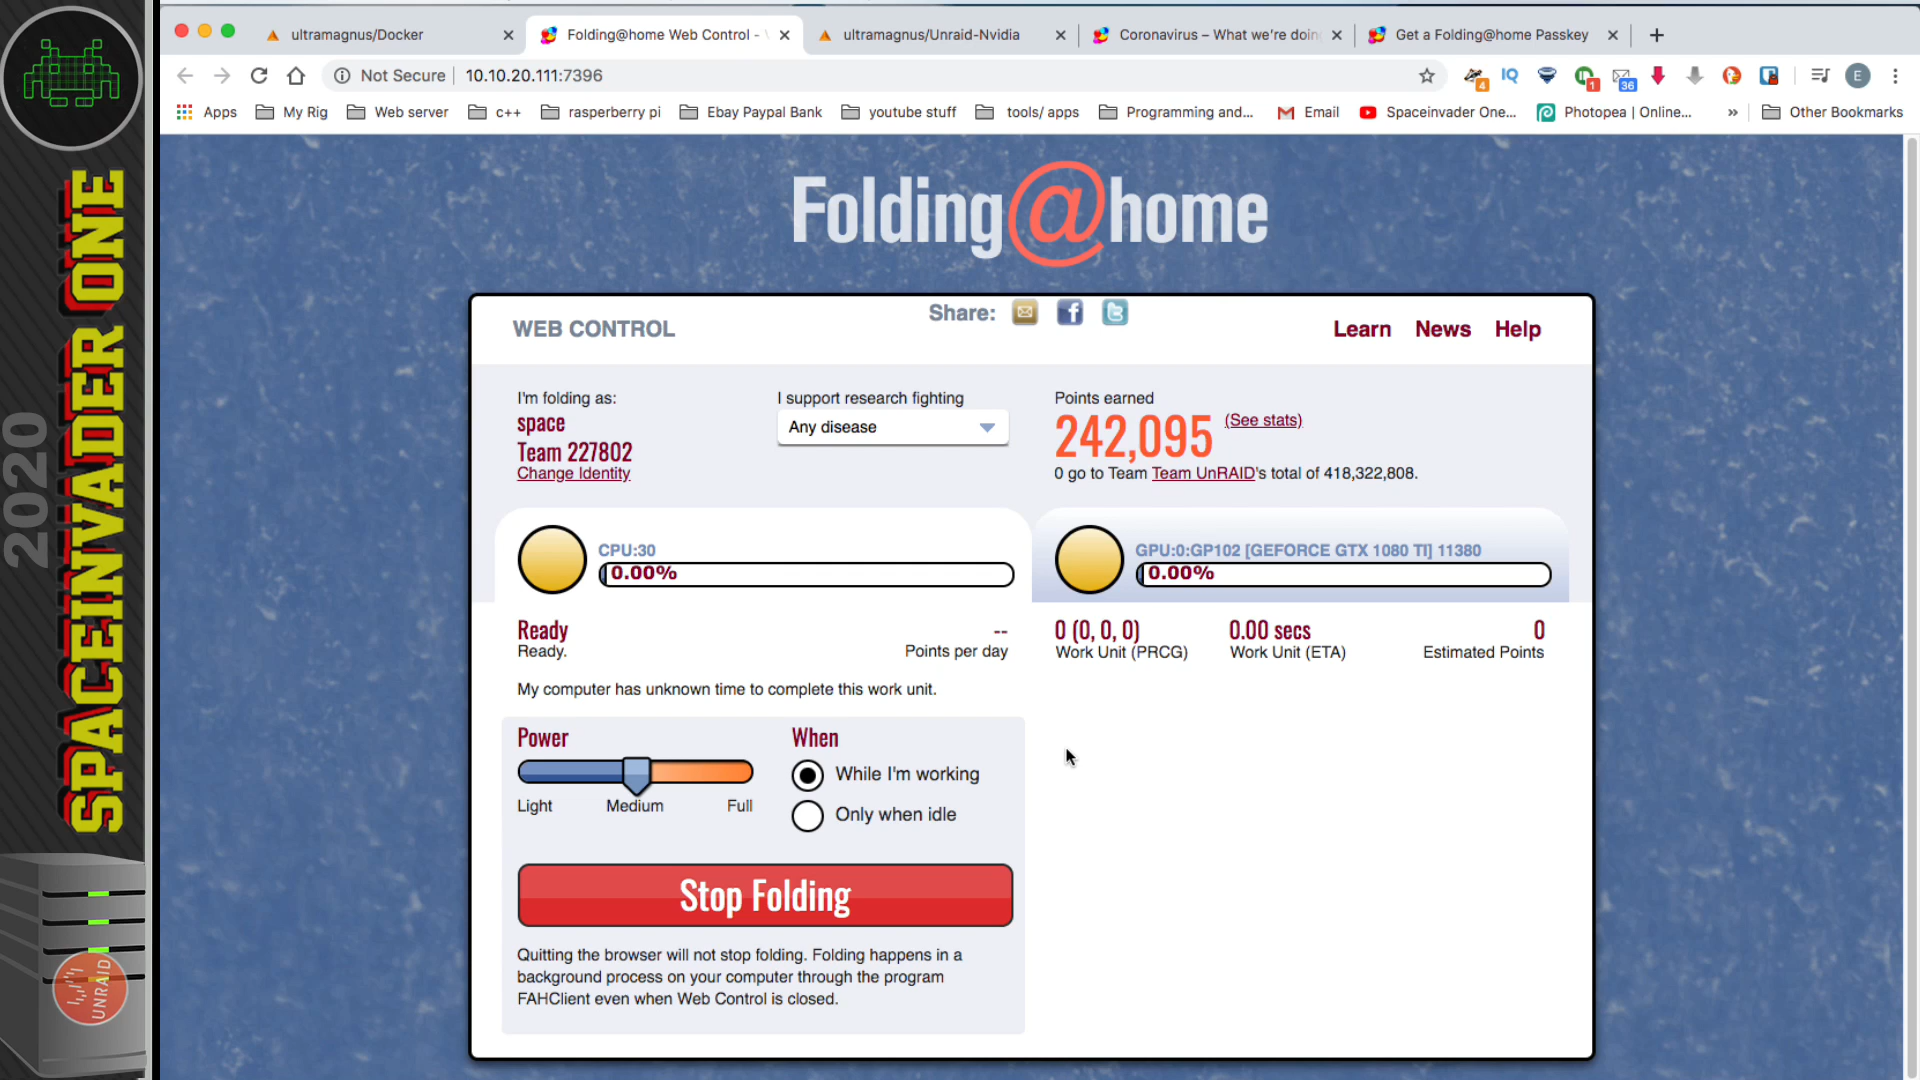 2020
SPACEINVADER ONE
UNRAID
ultramagnus/Docker
Folding@home Web Control -
ultramagnus/Unraid-Nvidia
Coronavirus – What we're doin
Get a Folding@home Passkey
Not Secure
10.10.20.111:7396
4
IQ
1
36
E
Apps
My Rig
Web server
c++
rasperberry pi
Ebay Paypal Bank
youtube stuff
tools/ apps
Programming and...
Email
Spaceinvader One...
Photopea | Online...
»
Other Bookmarks
Folding@home
WEB CONTROL
Share:
Learn
News
Help
I'm folding as:
space
Team 227802
Change Identity
I support research fighting
Any disease
Points earned
242,095
(See stats)
0 go to Team Team UnRAID's total of 418,322,808.
CPU:30
0.00%
GPU:0:GP102 [GEFORCE GTX 1080 TI] 11380
0.00%
Ready
Ready.
--
Points per day
0 (0, 0, 0)
Work Unit (PRCG)
0.00 secs
Work Unit (ETA)
0
Estimated Points
My computer has unknown time to complete this work unit.
Power
Light
Medium
Full
When
While I'm working
Only when idle
Stop Folding
Quitting the browser will not stop folding. Folding happens in a
background process on your computer through the program
FAHClient even when Web Control is closed.